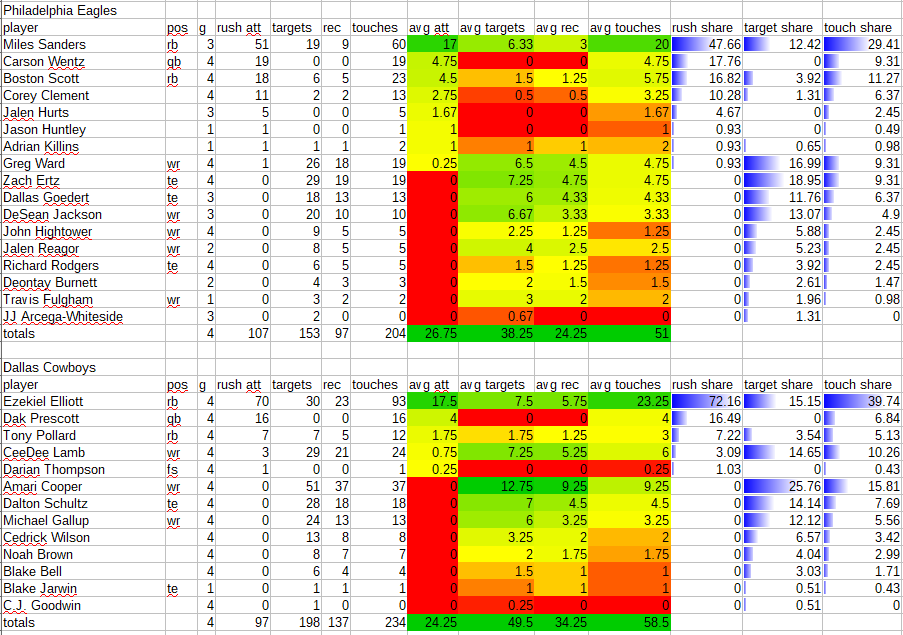 Philadelphia Eagles
player pos g rush att targets rec touches avg att avg targets avg rec avg touches rush share target share touch share
Miles Sanders rb 3 51 19 9 60 17 6.33 3 20 47.66 12.42 29.41
Carson Wentz qb 4 19 0 0 19 4.75 0 0 4.75 17.76 0 9.31
Boston Scott rb 4 18 6 5 23 4.5 1.5 1.25 5.75 16.82 3.92 11.27
Corey Clement 4 11 2 2 13 2.75 0.5 0.5 3.25 10.28 1.31 6.37
Jalen Hurts 3 5 0 0 5 1.67 0 0 1.67 4.67 0 2.45
Jason Huntley 1 1 0 0 1 1 0 0 1 0.93 0 0.49
Adrian Killins 1 1 1 1 2 1 1 1 2 0.93 0.65 0.98
Greg Ward wr 4 1 26 18 19 0.25 6.5 4.5 4.75 0.93 16.99 9.31
Zach Ertz te 4 0 29 19 19 0 7.25 4.75 4.75 0 18.95 9.31
Dallas Goedert te 3 0 18 13 13 0 6 4.33 4.33 0 11.76 6.37
DeSean Jackson wr 3 0 20 10 10 0 6.67 3.33 3.33 0 13.07 4.9
John Hightower wr 4 0 9 5 5 0 2.25 1.25 1.25 0 5.88 2.45
Jalen Reagor wr 2 0 8 5 5 0 4 2.5 2.5 0 5.23 2.45
Richard Rodgers te 4 0 6 5 5 0 1.5 1.25 1.25 0 3.92 2.45
Deontay Burnett 2 0 4 3 3 0 2 1.5 1.5 0 2.61 1.47
Travis Fulgham wr 1 0 3 2 2 0 3 2 2 0 1.96 0.98
JJ Arcega-Whiteside 3 0 2 0 0 0 0.67 0 0 0 1.31 0
totals 4 107 153 97 204 26.75 38.25 24.25 51
Dallas Cowboys
player pos g rush att targets rec touches avg att avg targets avg rec avg touches rush share target share touch share
Ezekiel Elliott rb 4 70 30 23 93 17.5 7.5 5.75 23.25 72.16 15.15 39.74
Dak Prescott qb 4 16 0 0 16 4 0 0 4 16.49 0 6.84
Tony Pollard rb 4 7 7 5 12 1.75 1.75 1.25 3 7.22 3.54 5.13
CeeDee Lamb wr 4 3 29 21 24 0.75 7.25 5.25 6 3.09 14.65 10.26
Darian Thompson fs 4 1 0 0 1 0.25 0 0 0.25 1.03 0 0.43
Amari Cooper wr 4 0 51 37 37 0 12.75 9.25 9.25 0 25.76 15.81
Dalton Schultz te 4 0 28 18 18 0 7 4.5 4.5 0 14.14 7.69
Michael Gallup wr 4 0 24 13 13 0 6 3.25 3.25 0 12.12 5.56
Cedrick Wilson 4 0 13 8 8 0 3.25 2 2 0 6.57 3.42
Noah Brown 4 0 8 7 7 0 2 1.75 1.75 0 4.04 2.99
Blake Bell 4 0 6 4 4 0 1.5 1 1 0 3.03 1.71
Blake Jarwin te 1 0 1 1 1 0 1 1 1 0 0.51 0.43
C.J. Goodwin 4 0 1 0 0 0 0.25 0 0 0 0.51 0
totals 4 97 198 137 234 24.25 49.5 34.25 58.5